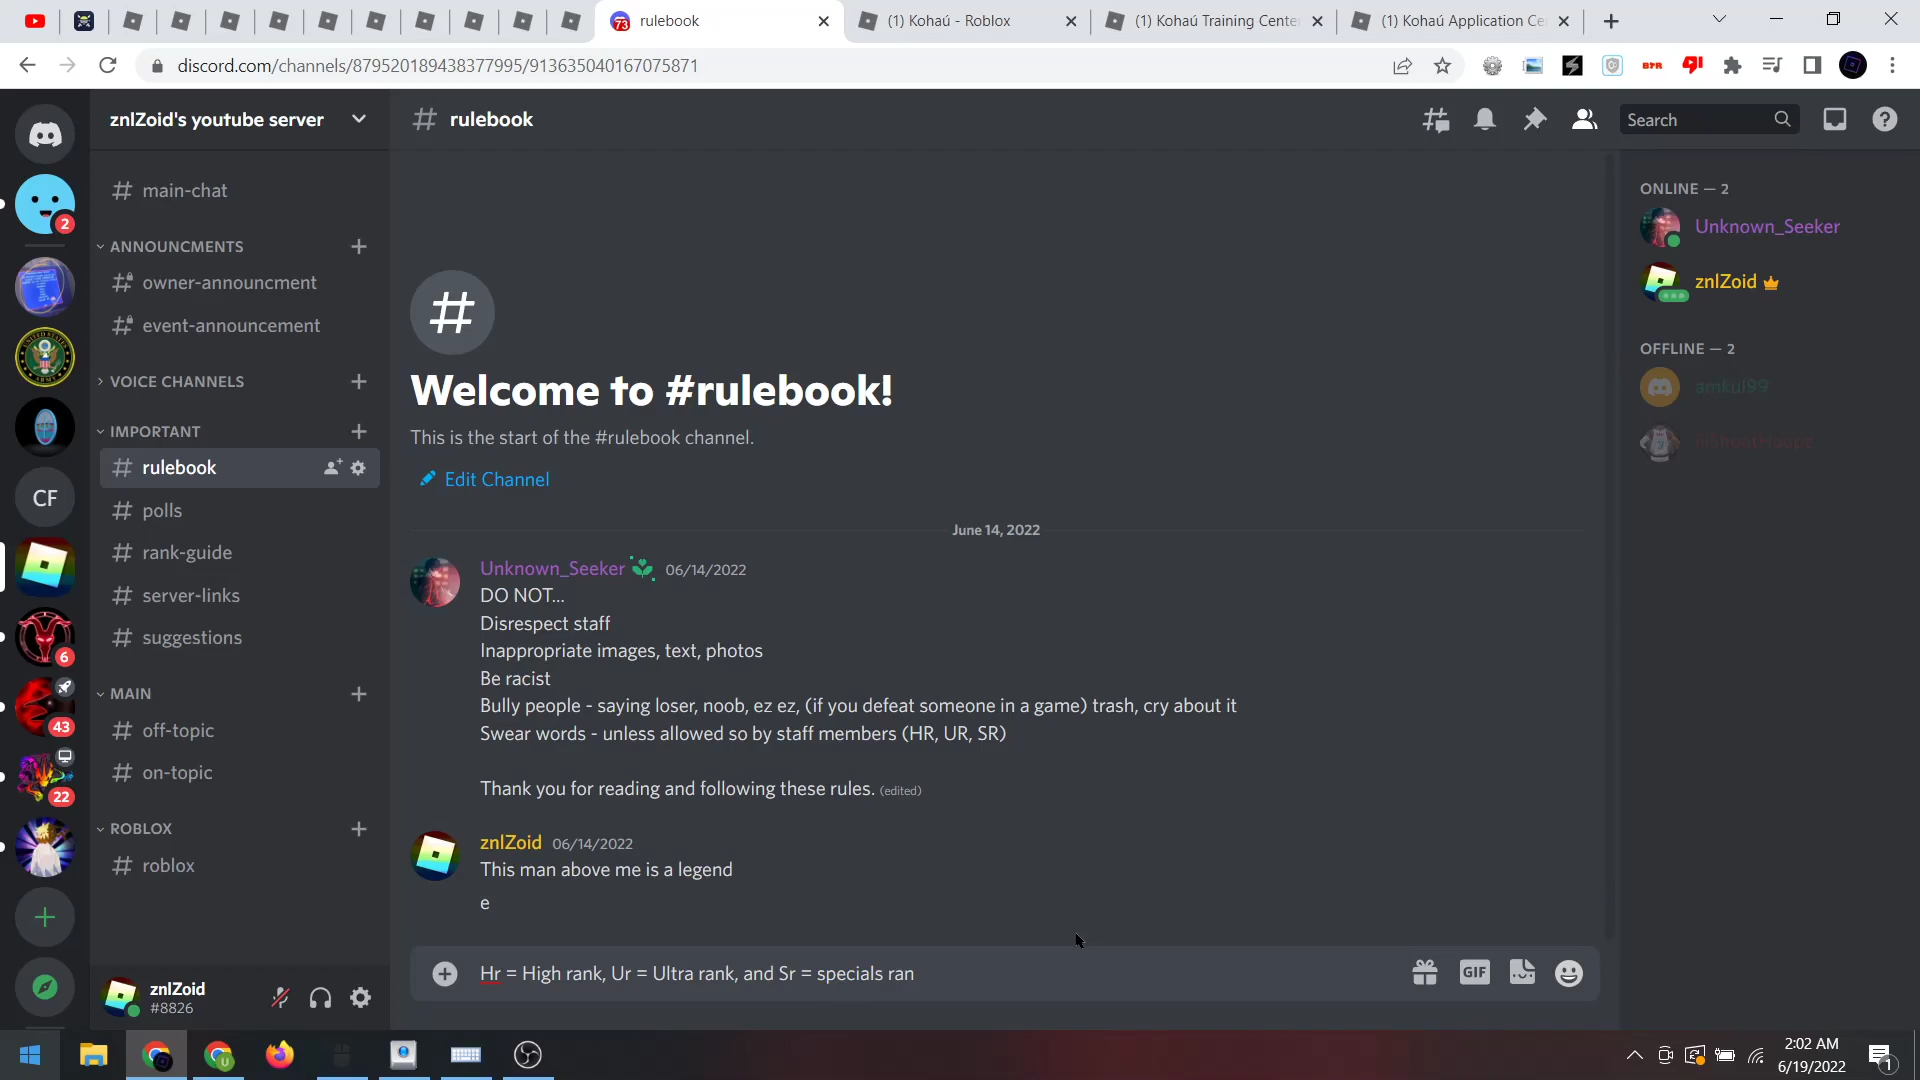 rulebook
(1) Kohaú - Roblox
(1) Kohaú Training Cente
(1) Kohaú Application Ce
discord.com/channels/879520189438377995/913635040167075871
znlZoid's youtube server
rulebook
Search
main-chat
ANNOUNCMENTS
owner-announcment
event-announcement
VOICE CHANNELS
IMPORTANT
rulebook
polls
rank-guide
server-links
suggestions
MAIN
off-topic
on-topic
ROBLOX
roblox
2
CF
6
43
22
znlZoid
#8826
Welcome to #rulebook!
This is the start of the #rulebook channel.
Edit Channel
June 14, 2022
Unknown_Seeker 06/14/2022
DO NOT...
Disrespect staff
Inappropriate images, text, photos
Be racist
Bully people - saying loser, noob, ez ez, (if you defeat someone in a game) trash, cry about it
Swear words - unless allowed so by staff members (HR, UR, SR)
Thank you for reading and following these rules. (edited)
znlZoid 06/14/2022
This man above me is a legend
e
Hr = High rank, Ur = Ultra rank, and Sr = specials ran
GIF
ONLINE — 2
Unknown_Seeker
znlZoid
OFFLINE — 2
amkul99
2:02 AM
6/19/2022
1